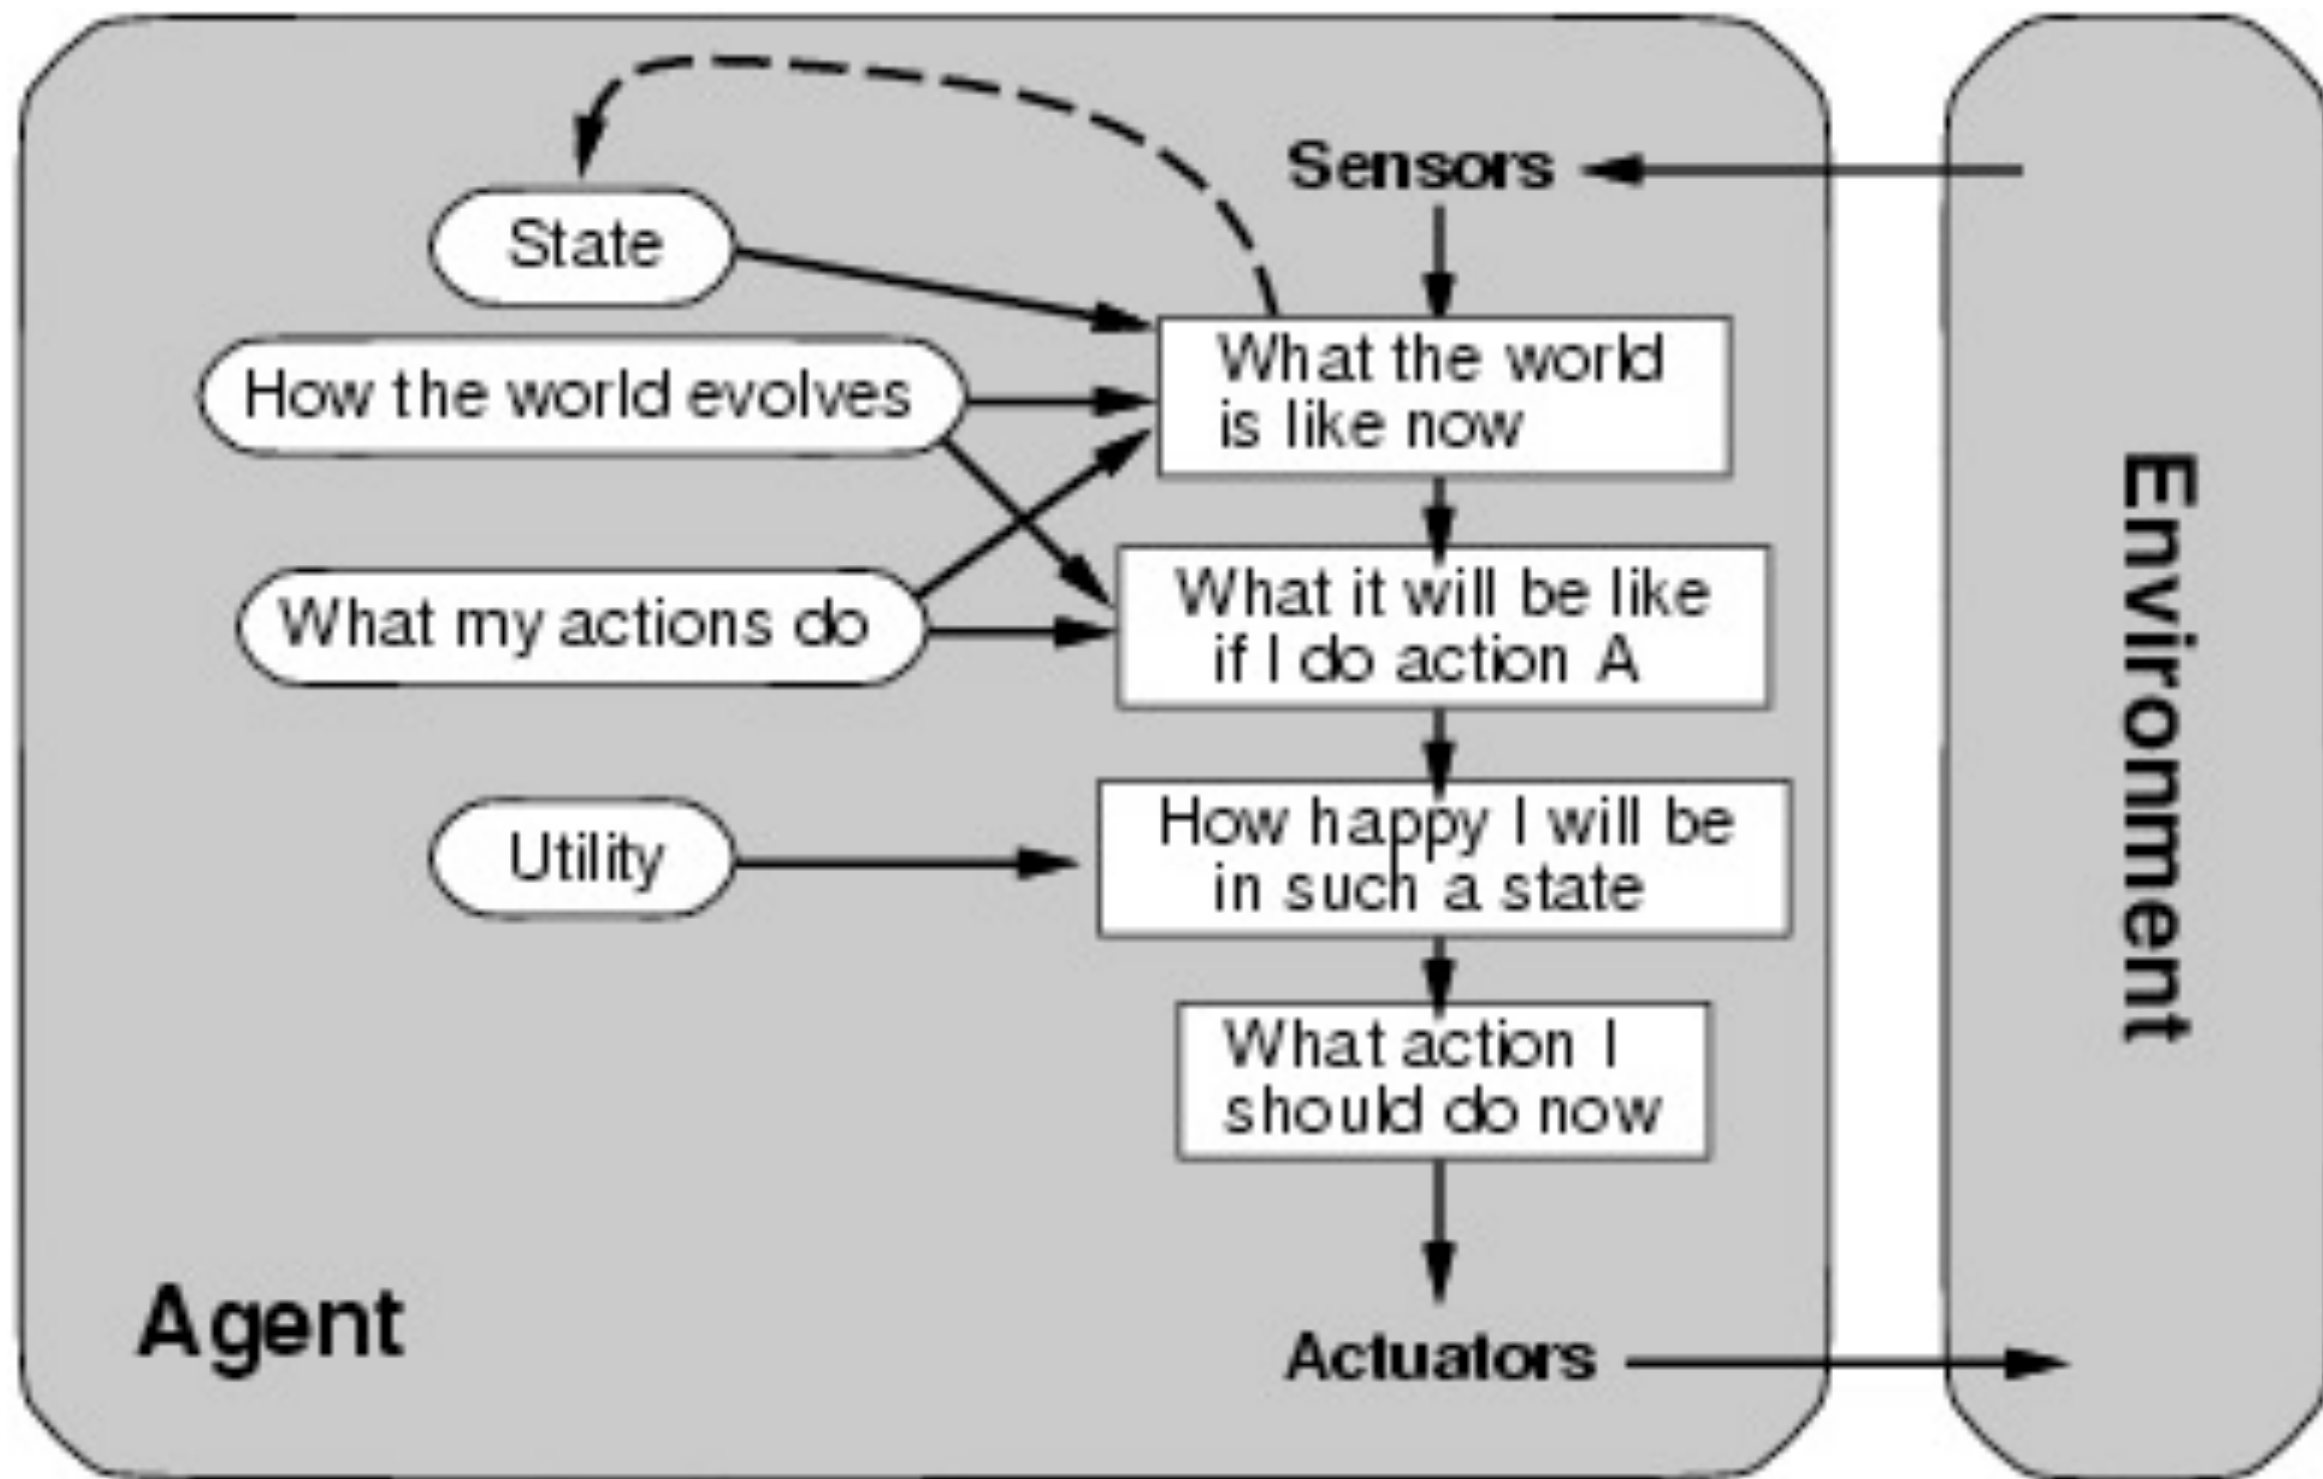 Sensors
State
What the world
is like now
How the world evolves
What my actions do
What it will be like
if I do action A
Utility
How happy I will be
in such a state
What action I
should do now
Agent
Actuators
Environment